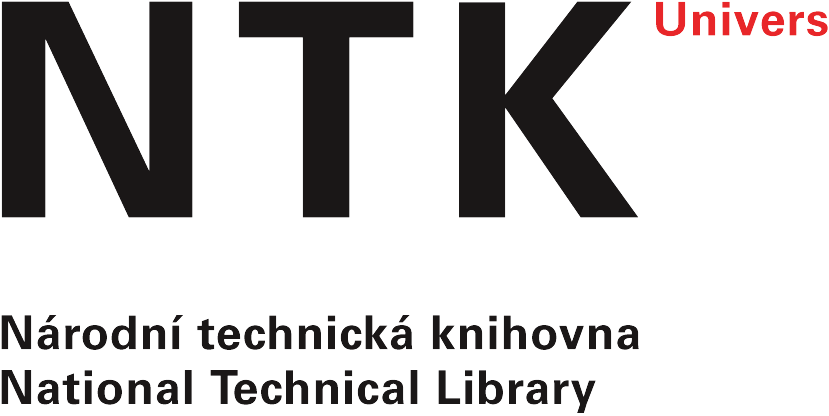 NTK Univers
Národní technická knihovna
National Technical Library